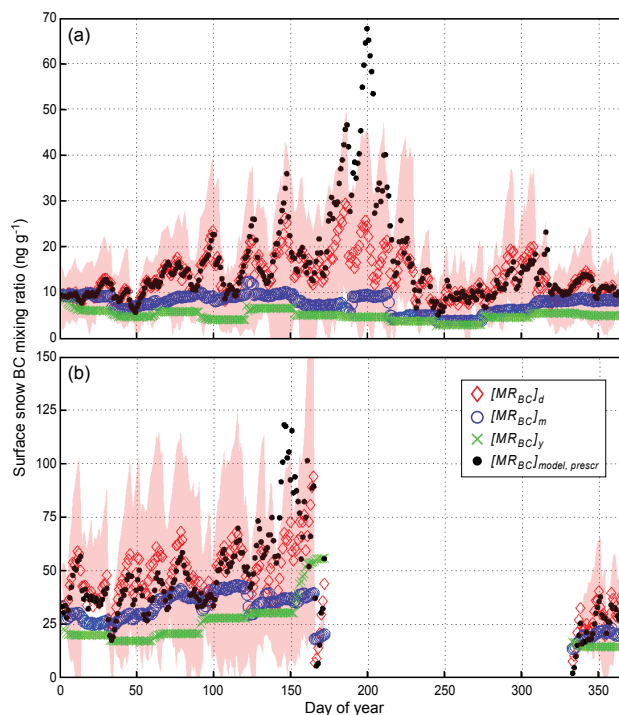 70
(a)
60
50
40
30
20
10
0
Surface snow BC mixing ratio (ng g⁻¹)
150
(b)
125
100
75
50
25
0
[MR_BC]_d
[MR_BC]_m
[MR_BC]_y
[MR_BC]_model, prescr
0 50 100 150 200 250 300 350
Day of year